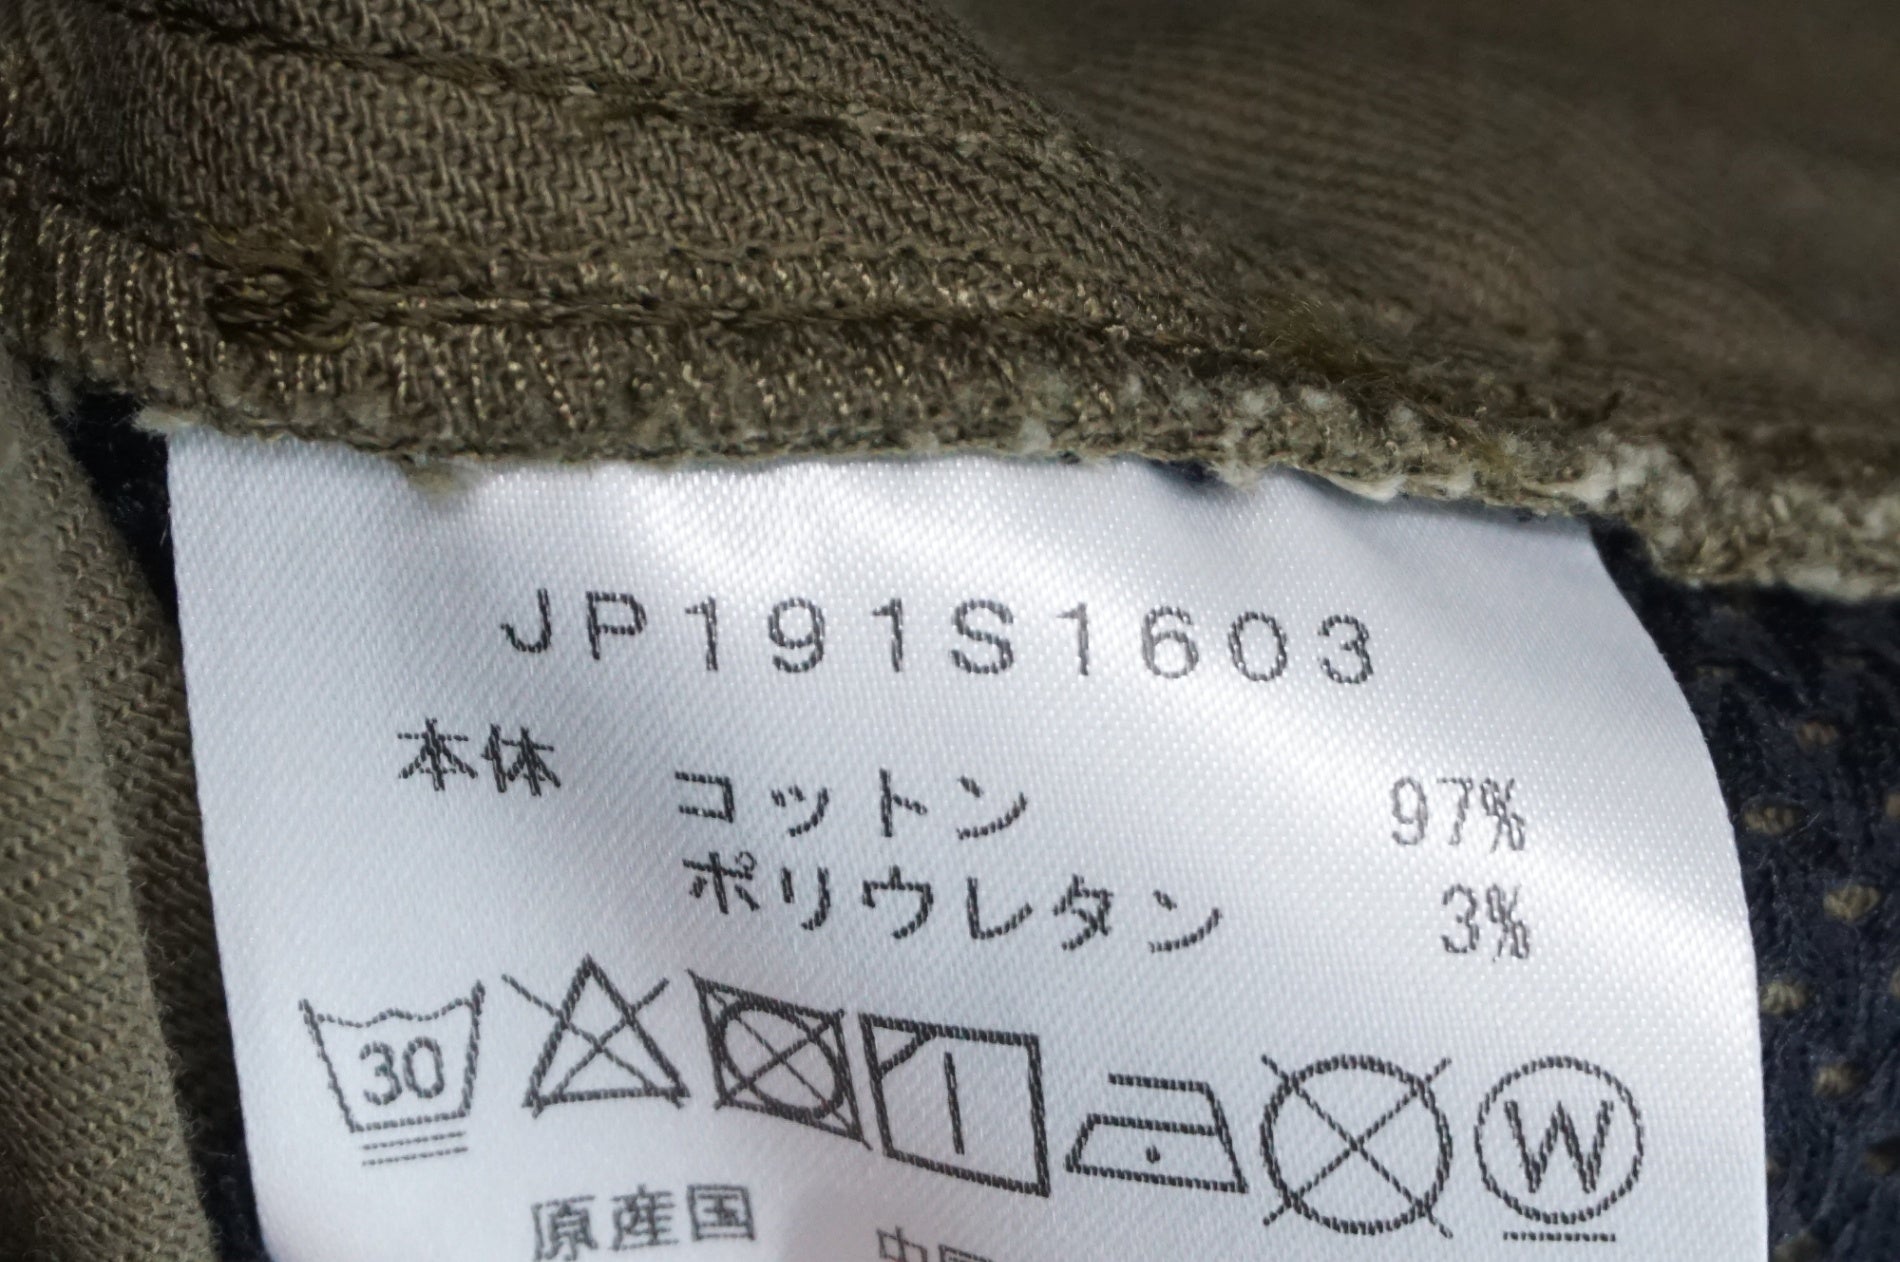 JP191S1603
本体
コットン 97%
ポリウレタン 3%
30
W
原産国